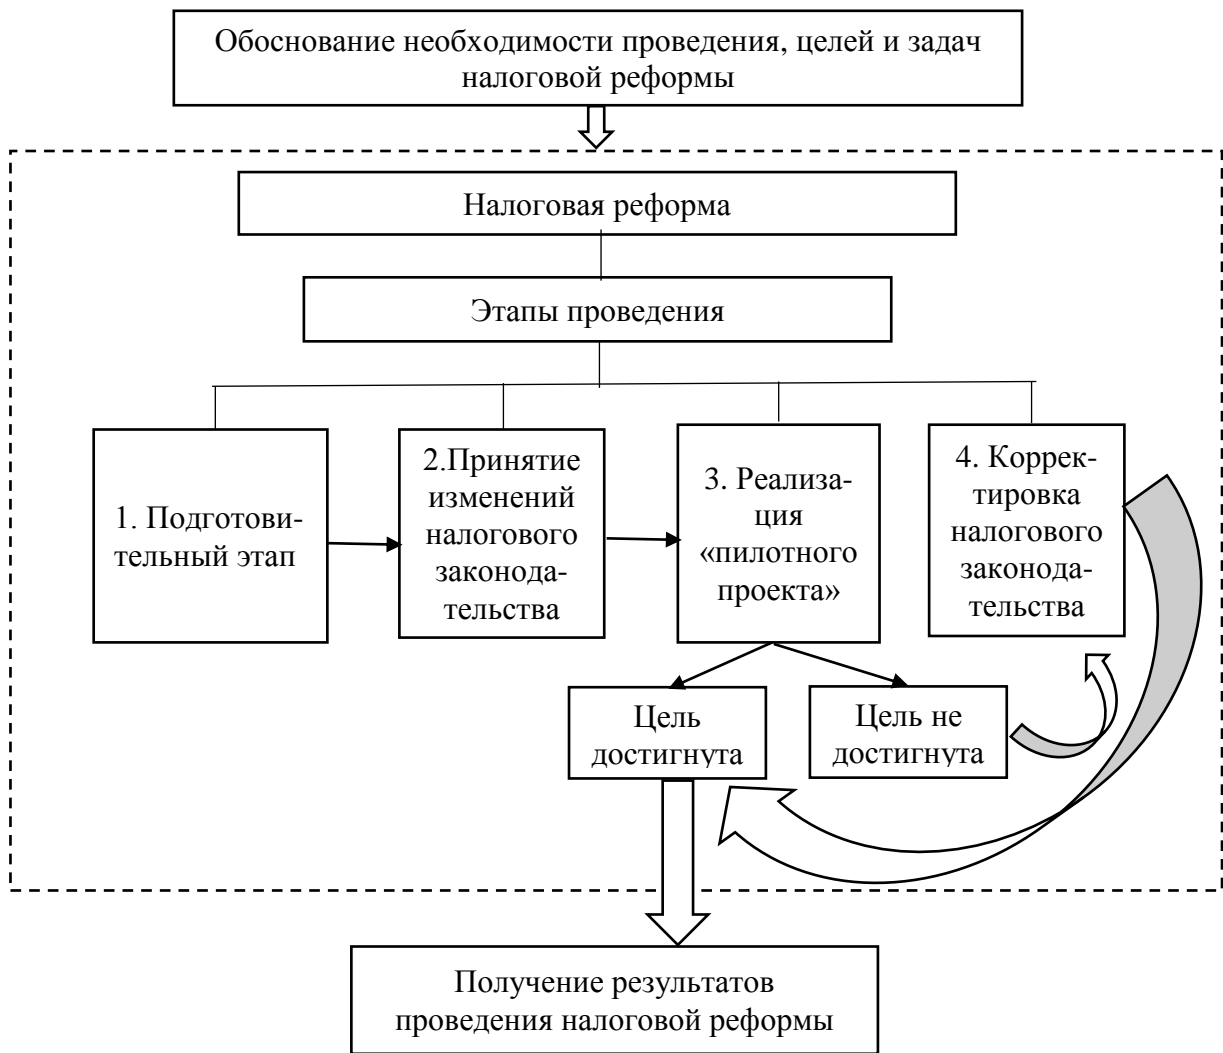 Обоснование необходимости проведения, целей и задач
налоговой реформы
Налоговая реформа
Этапы проведения
1. Подготови-
тельный этап
2.Принятие
изменений
налогового
законода-
тельства
3. Реализа-
ция
«пилотного
проекта»
4. Коррек-
тировка
налогового
законода-
тельства
Цель
достигнута
Цель не
достигнута
Получение результатов
проведения налоговой реформы